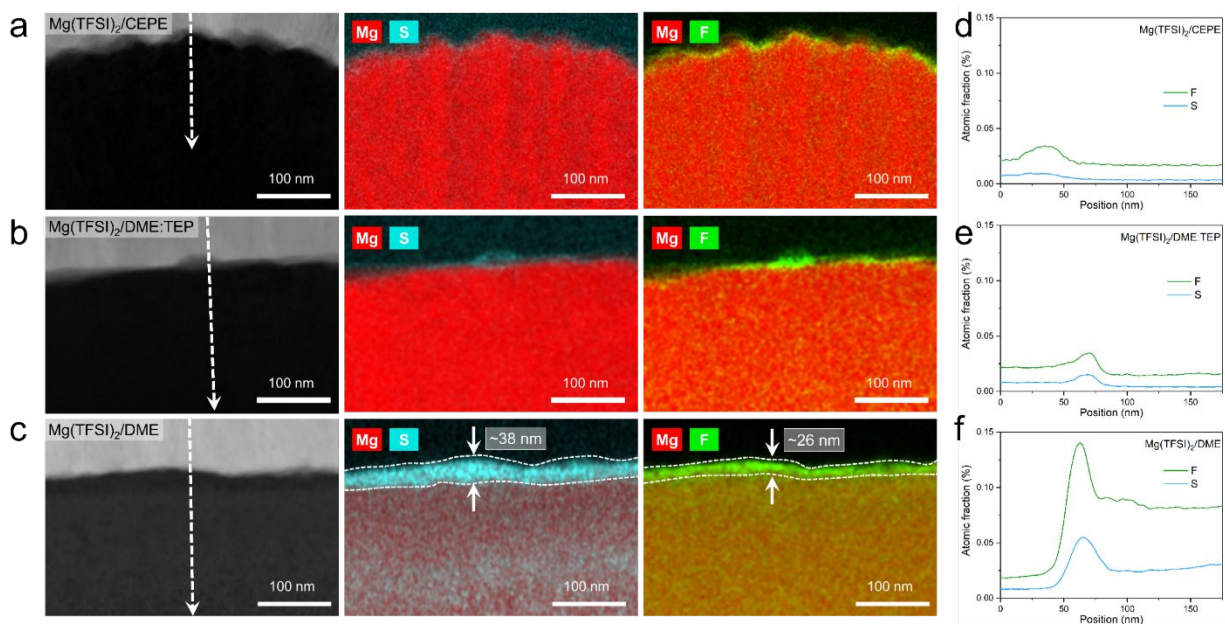 a
Mg(TFSI)₂/CEPE
100 nm
Mg S
100 nm
Mg F
100 nm
d
Mg(TFSI)₂/CEPE
F
S
Atomic fraction (%)
0.15
0.10
0.05
0.00
0 50 100 150
Position (nm)
b
Mg(TFSI)₂/DME:TEP
100 nm
Mg S
100 nm
Mg F
100 nm
e
Mg(TFSI)₂/DME:TEP
F
S
Atomic fraction (%)
0.15
0.10
0.05
0.00
0 50 100 150
Position (nm)
c
Mg(TFSI)₂/DME
100 nm
Mg S
~38 nm
100 nm
Mg F
~26 nm
100 nm
f
Mg(TFSI)₂/DME
F
S
Atomic fraction (%)
0.15
0.10
0.05
0.00
0 50 100 150
Position (nm)